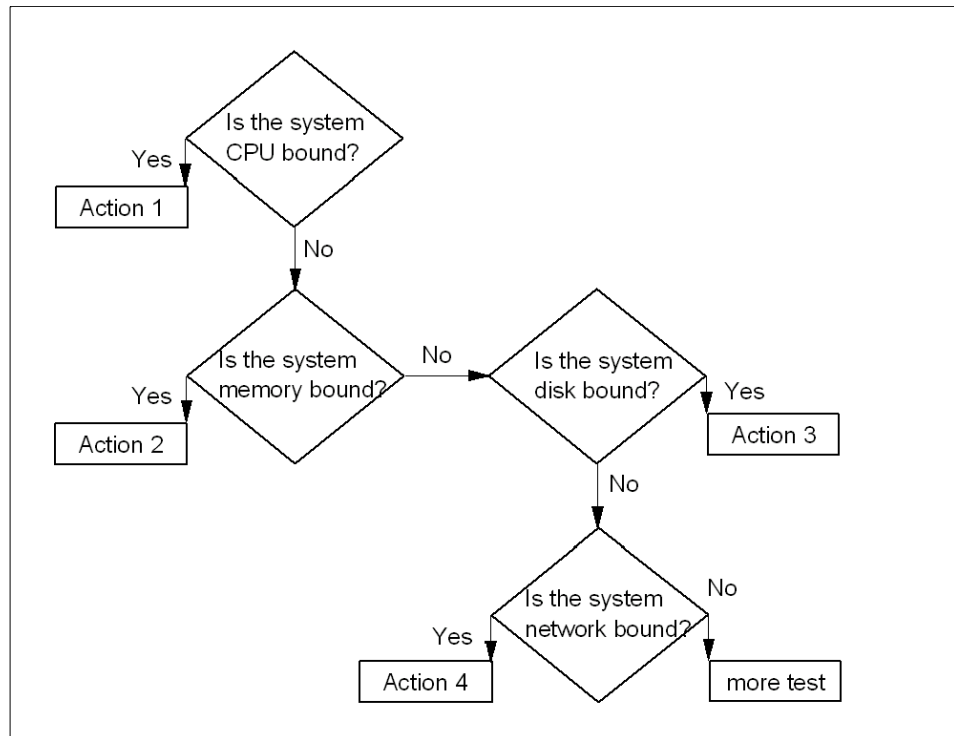 Is the system
CPU bound?
Yes
Action 1
No
Is the system
memory bound?
Yes
Action 2
No
Is the system
disk bound?
Yes
Action 3
No
Is the system
network bound?
Yes
Action 4
No
more test